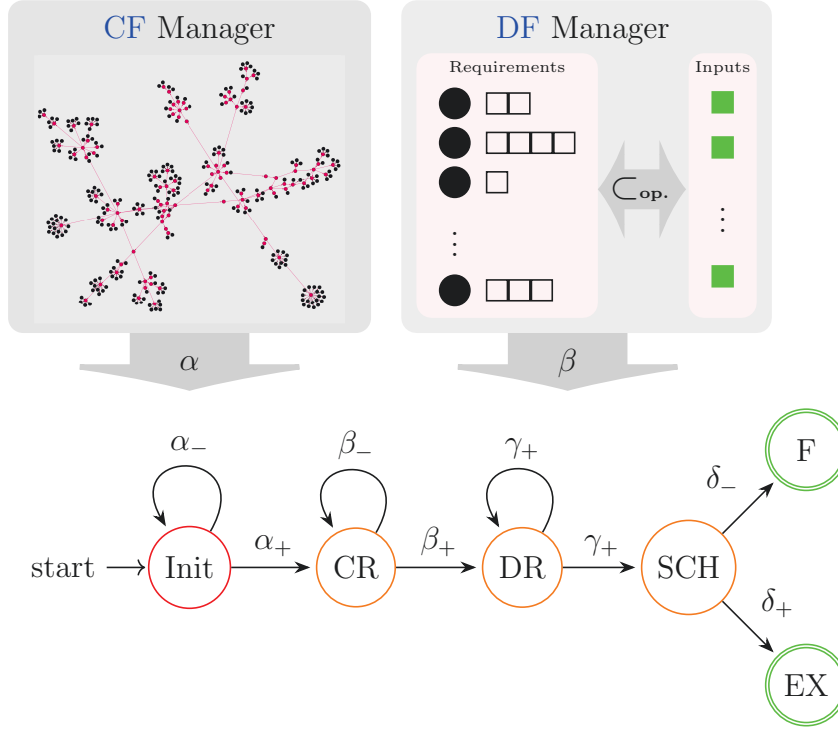 CF Manager
DF Manager
Requirements
Inputs
⊂op.
⋮
⋮
α
β
α₋
β₋
γ₊
δ₋
F
start
Init
α₊
CR
β₊
DR
γ₊
SCH
δ₊
EX